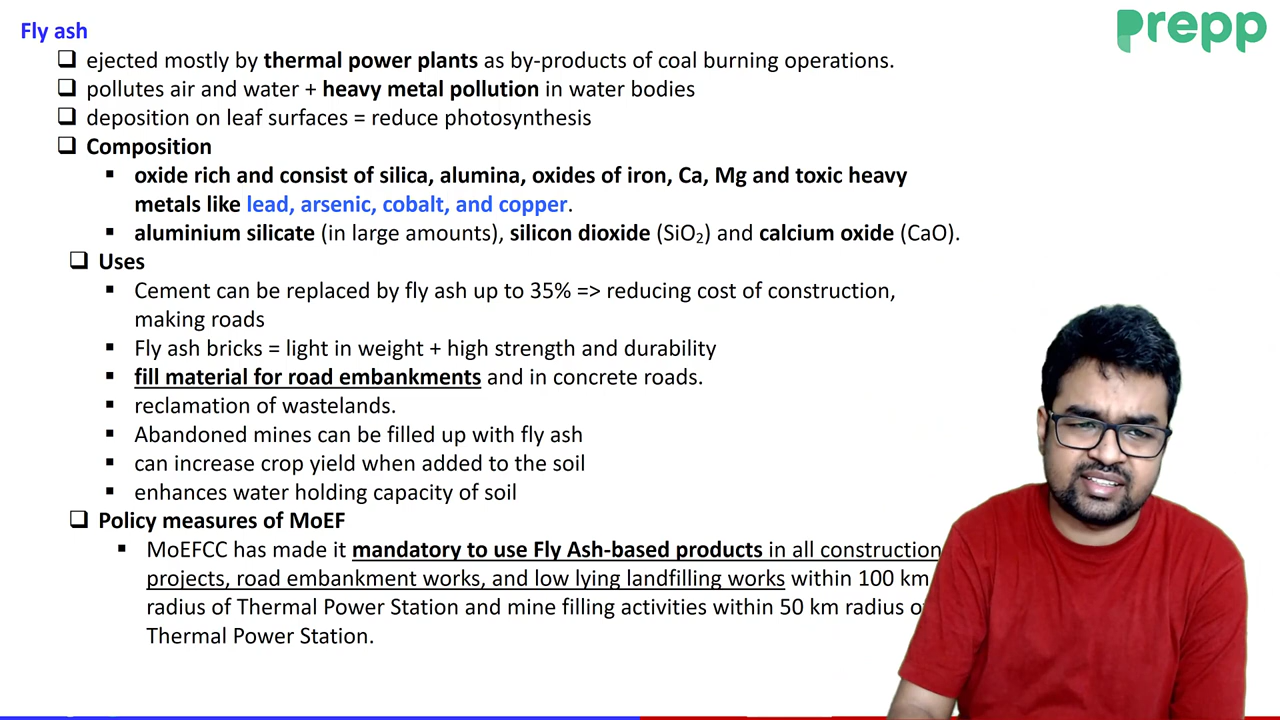 Fly ash
prepp
❑ ejected mostly by thermal power plants as by-products of coal burning operations.
❑ pollutes air and water + heavy metal pollution in water bodies
❑ deposition on leaf surfaces = reduce photosynthesis
❑ Composition
▪ oxide rich and consist of silica, alumina, oxides of iron, Ca, Mg and toxic heavy
metals like lead, arsenic, cobalt, and copper.
▪ aluminium silicate (in large amounts), silicon dioxide (SiO₂) and calcium oxide (CaO).
❑ Uses
▪ Cement can be replaced by fly ash up to 35% => reducing cost of construction,
making roads
▪ Fly ash bricks = light in weight + high strength and durability
▪ fill material for road embankments and in concrete roads.
▪ reclamation of wastelands.
▪ Abandoned mines can be filled up with fly ash
▪ can increase crop yield when added to the soil
▪ enhances water holding capacity of soil
❑ Policy measures of MoEF
▪ MoEFCC has made it mandatory to use Fly Ash-based products in all construction
projects, road embankment works, and low lying landfilling works within 100 km
radius of Thermal Power Station and mine filling activities within 50 km radius
Thermal Power Station.